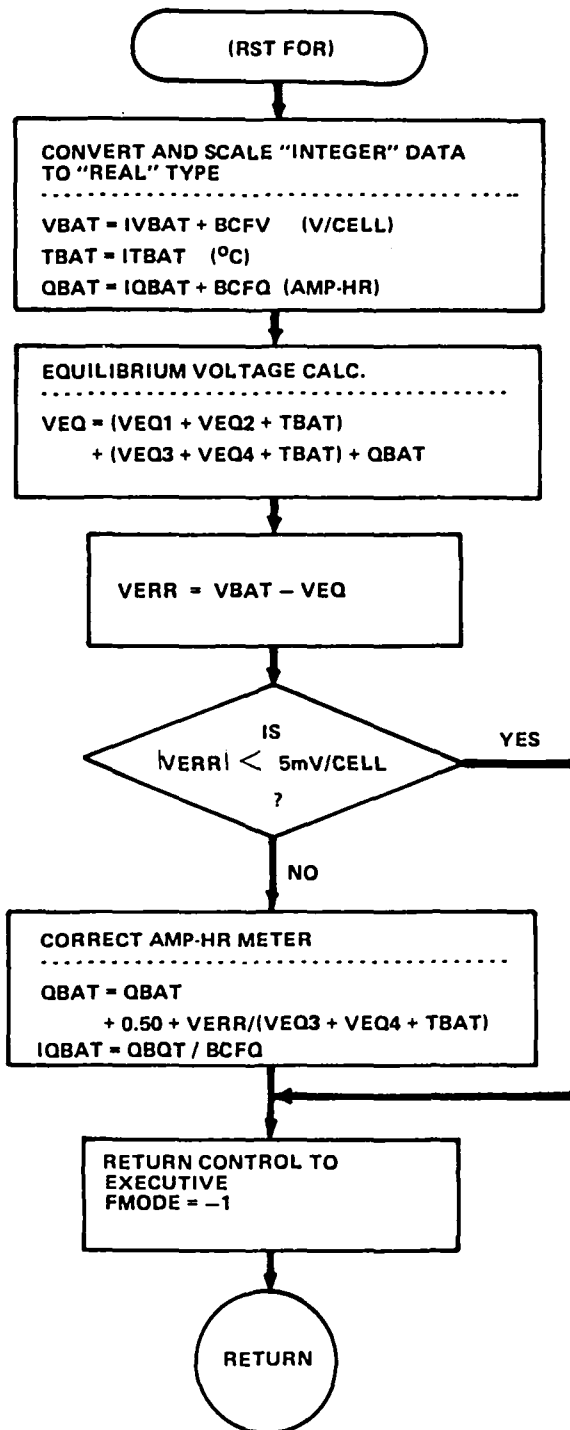 (RST FOR)
CONVERT AND SCALE "INTEGER" DATA
TO "REAL" TYPE
VBAT = IVBAT + BCFV (V/CELL)
TBAT = ITBAT (°C)
QBAT = IQBAT + BCFQ (AMP-HR)
EQUILIBRIUM VOLTAGE CALC.
VEQ = (VEQ1 + VEQ2 + TBAT)
+ (VEQ3 + VEQ4 + TBAT) + QBAT
VERR = VBAT – VEQ
IS
|VERR| < 5mV/CELL
?
YES
NO
CORRECT AMP-HR METER
QBAT = QBAT
+ 0.50 + VERR/(VEQ3 + VEQ4 + TBAT)
IQBAT = QBQT / BCFQ
RETURN CONTROL TO
EXECUTIVE
FMODE = –1
RETURN